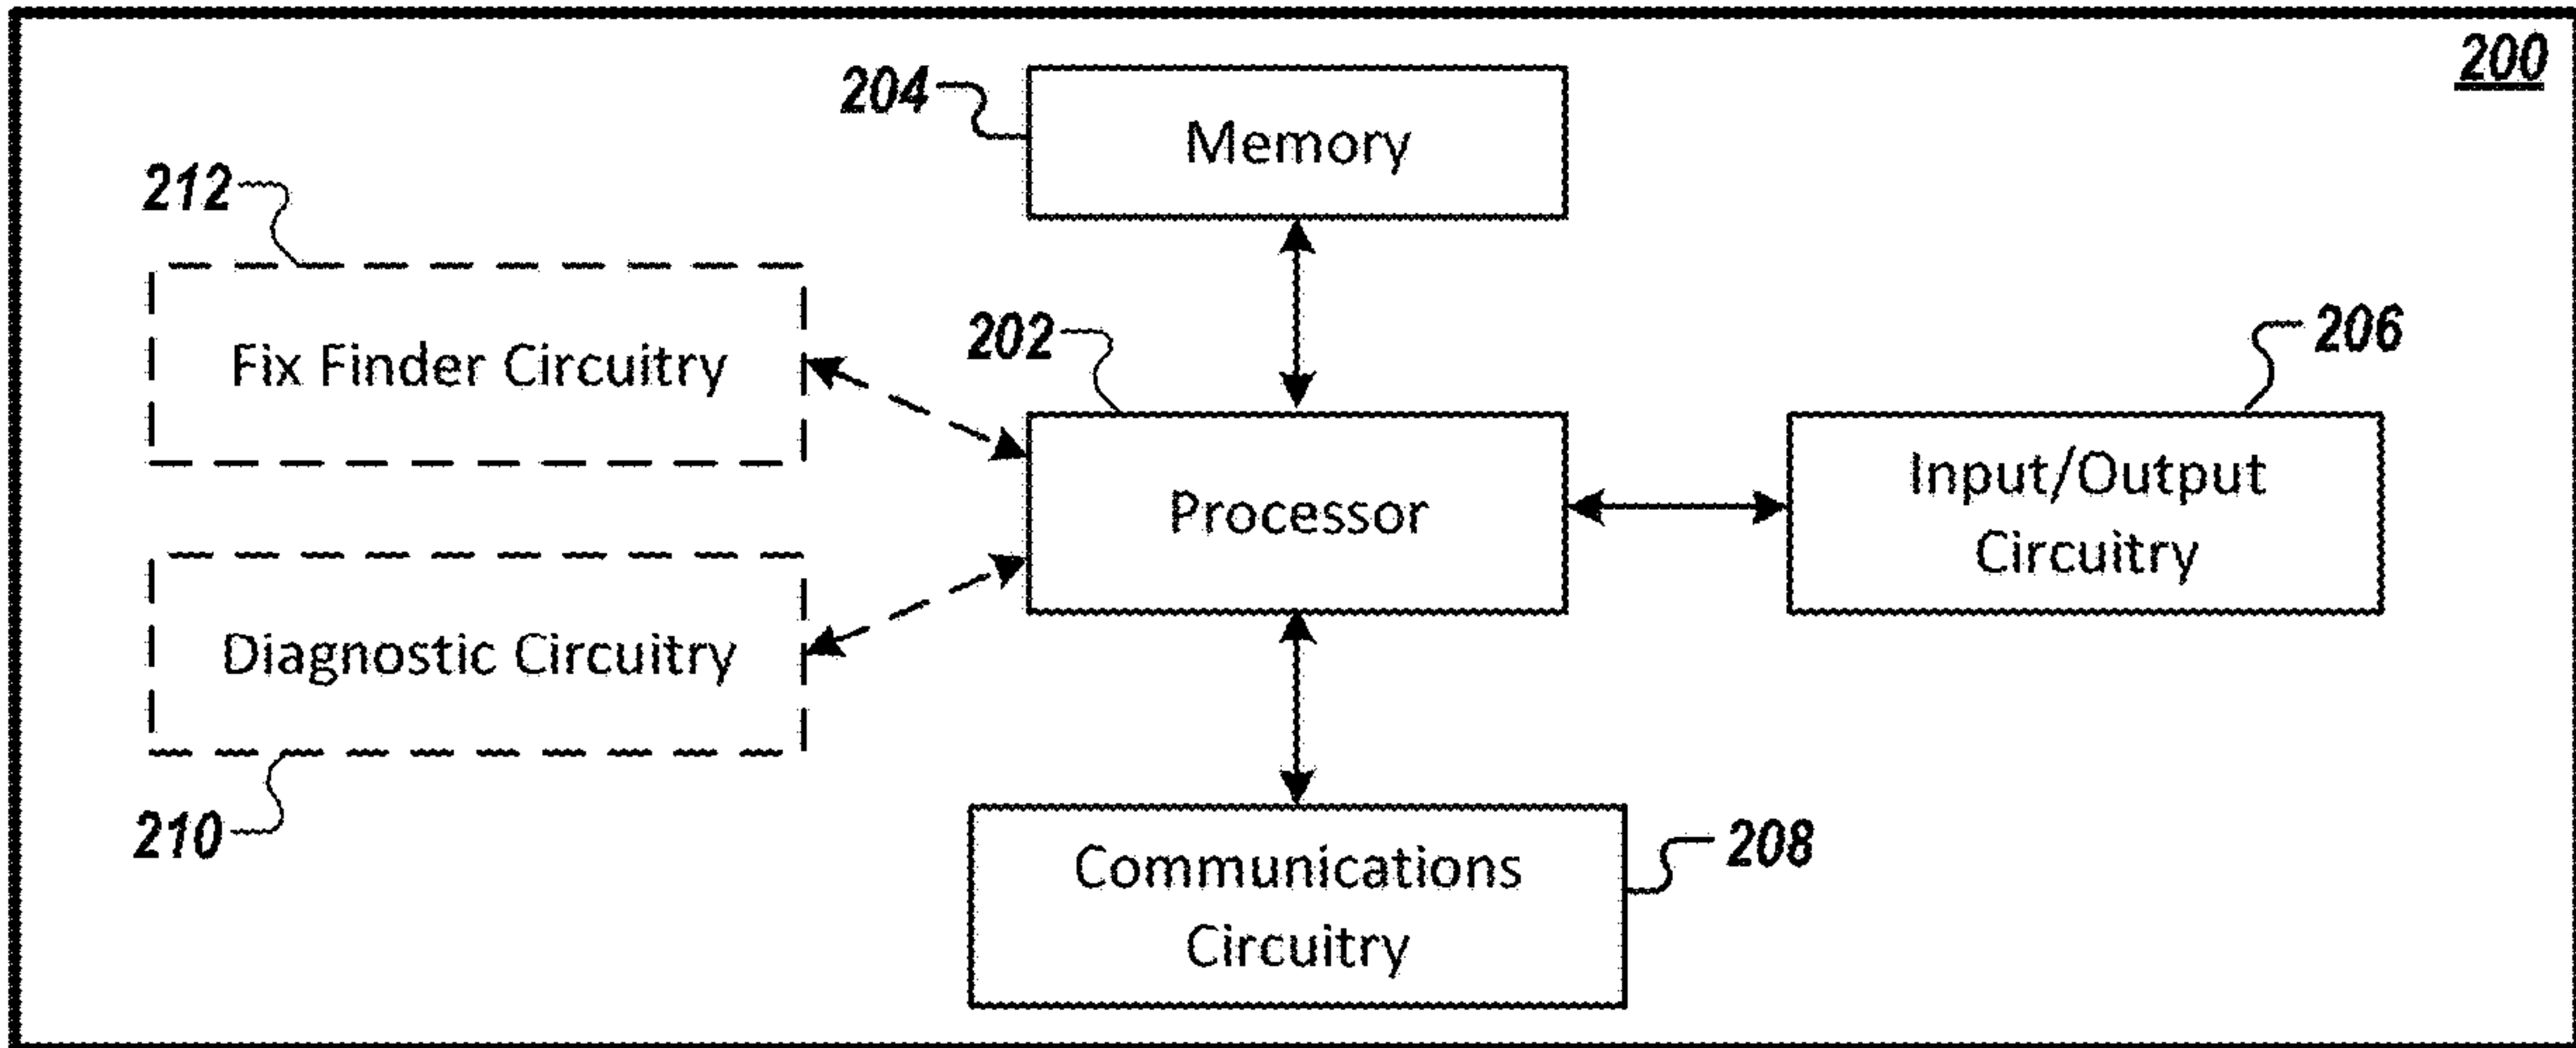 200
204
Memory
212
Fix Finder Circuitry
202
206
Processor
Input/Output
Circuitry
Diagnostic Circuitry
210
208
Communications
Circuitry